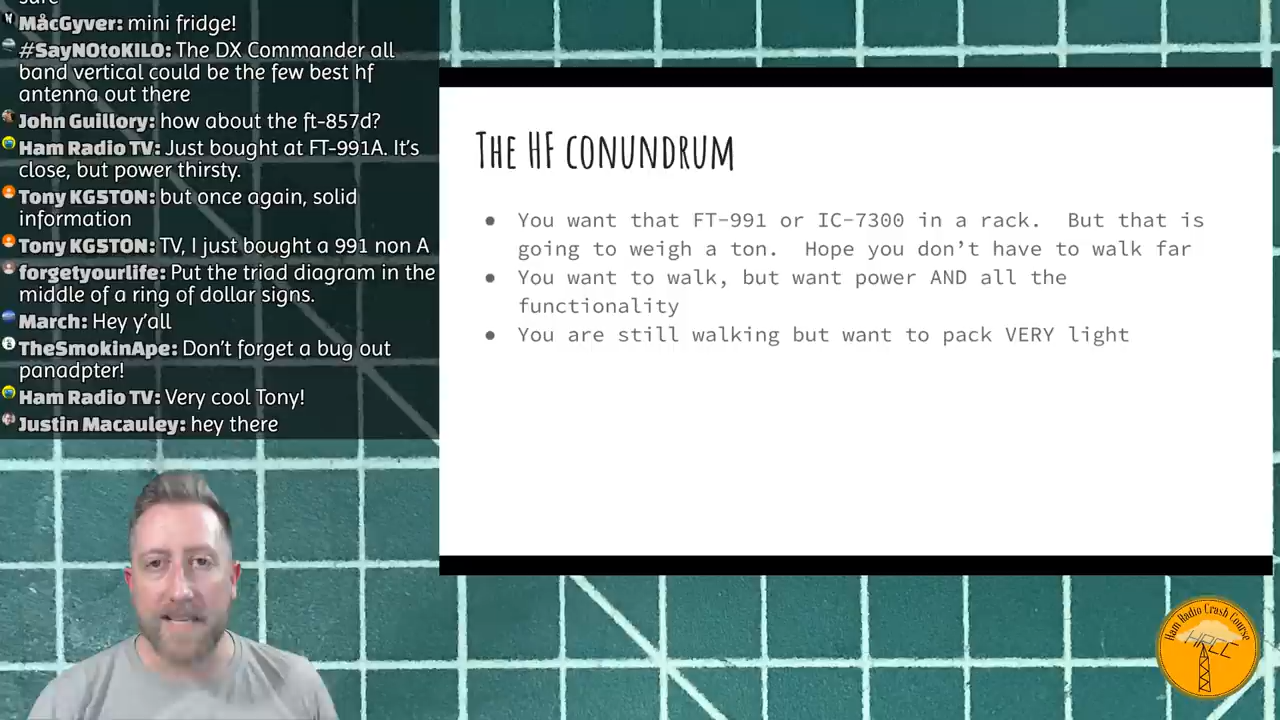 sure
MåcGyver: mini fridge!
#SayNOtoKILO: The DX Commander all
band vertical could be the few best hf
antenna out there
John Guillory: how about the ft-857d?
Ham Radio TV: Just bought at FT-991A. It's
close, but power thirsty.
Tony KG5TON: but once again, solid
information
Tony KG5TON: TV, I just bought a 991 non A
forgetyourlife: Put the triad diagram in the
middle of a ring of dollar signs.
March: Hey y'all
TheSmokinApe: Don't forget a bug out
panadpter!
Ham Radio TV: Very cool Tony!
Justin Macauley: hey there
The HF conundrum
● You want that FT-991 or IC-7300 in a rack. But that is
going to weigh a ton. Hope you don't have to walk far
● You want to walk, but want power AND all the
functionality
● You are still walking but want to pack VERY light
Ham Radio Crash Course
HRCC